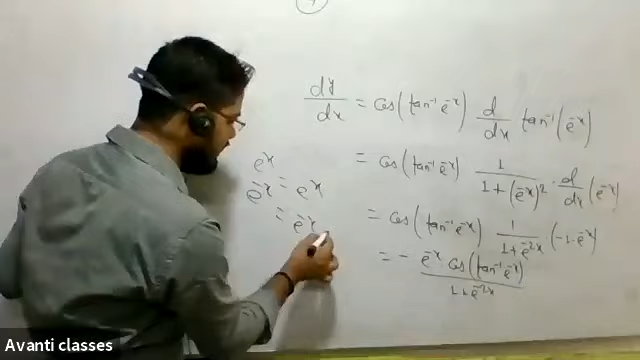 dy/dx = Cos(tan⁻¹ e⁻ˣ) d/dx tan⁻¹(e⁻ˣ)
= Cos(tan⁻¹ e⁻ˣ) 1/1+(e⁻ˣ)² · d/dx (e⁻ˣ)
= Cos(tan⁻¹ e⁻ˣ) 1/1+e⁻²ˣ (-1·e⁻ˣ)
= - e⁻ˣ · Cos(tan⁻¹ e⁻ˣ)/1+e⁻²ˣ
eˣ
e⁻ˣ = eˣ
= e⁻ˣ
Avanti classes